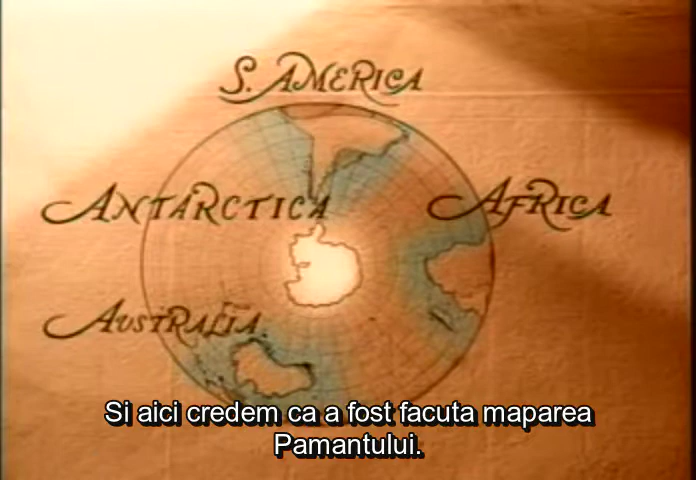 S. AMERICA
ANTARCTICA
AFRICA
AUSTRALIA
Si aici credem ca a fost facuta maparea
Pamantului.